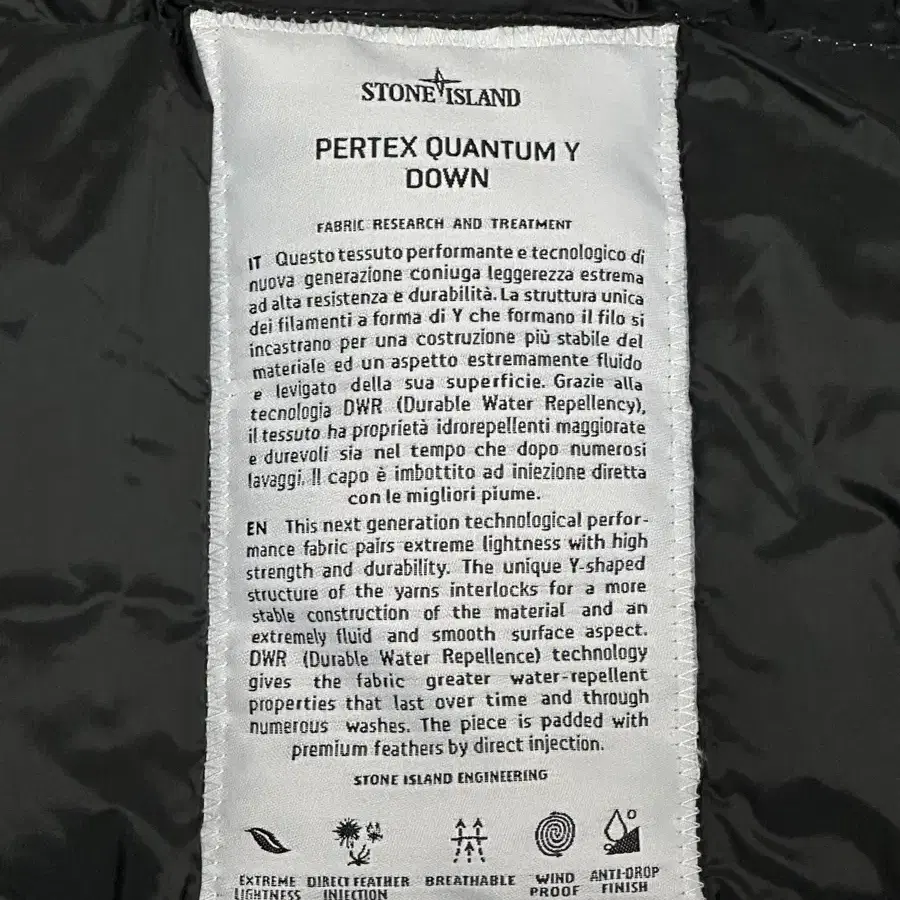 STONE ISLAND
PERTEX QUANTUM Y
DOWN
FABRIC RESEARCH AND TREATMENT
IT Questo tessuto performante e tecnologico di
nuova generazione coniuga leggerezza estrema
ad alta resistenza e durabilità. La struttura unica
dei filamenti a forma di Y che formano il filo si
incastrano per una costruzione più stabile del
materiale ed un aspetto estremamente fluido
e levigato della sua superficie. Grazie alla
tecnologia DWR (Durable Water Repellency),
il tessuto ha proprietà idrorepellenti maggiorate
e durevoli sia nel tempo che dopo numerosi
lavaggi. Il capo è imbottito ad iniezione diretta
con le migliori piume.
EN This next generation technological perfor-
mance fabric pairs extreme lightness with high
strength and durability. The unique Y-shaped
structure of the yarns interlocks for a more
stable construction of the material and an
extremely fluid and smooth surface aspect.
DWR (Durable Water Repellence) technology
gives the fabric greater water-repellent
properties that last over time and through
numerous washes. The piece is padded with
premium feathers by direct injection.
STONE ISLAND ENGINEERING
EXTREME DIRECT FEATHER BREATHABLE WIND ANTI-DROP
LIGHTNESS INJECTION PROOF FINISH